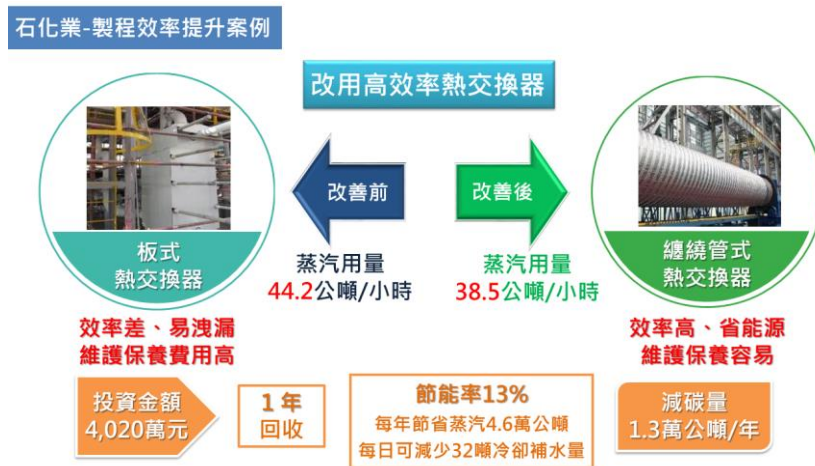 石化業-製程效率提升案例
改用高效率熱交換器
改善前
改善後
板式
熱交換器
蒸汽用量
44.2公噸/小時
蒸汽用量
38.5公噸/小時
纏繞管式
熱交換器
效率差、易洩漏
維護保養費用高
效率高、省能源
維護保養容易
投資金額
4,020萬元
1年
回收
節能率13%
每年節省蒸汽4.6萬公噸
每日可減少32噸冷卻補水量
減碳量
1.3萬公噸/年